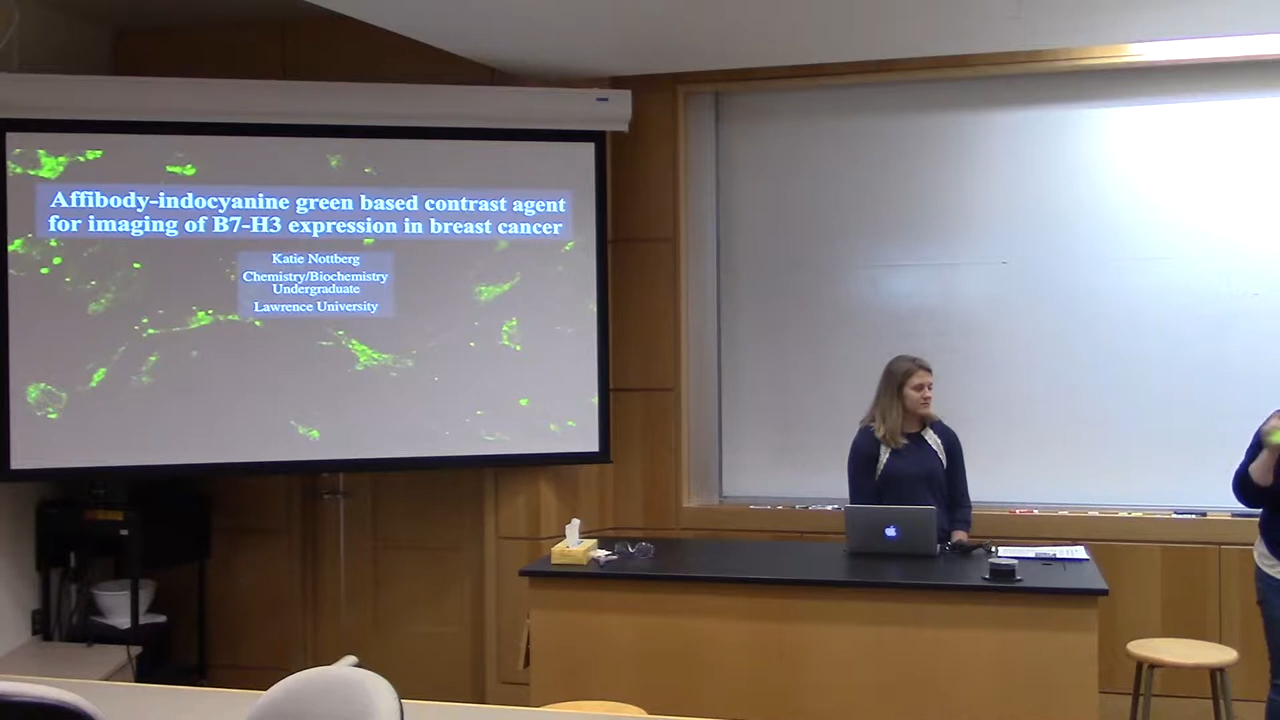 Affibody-indocyanine green based contrast agent
for imaging of B7-H3 expression in breast cancer
Katie Nottberg
Chemistry/Biochemistry
Undergraduate
Lawrence University